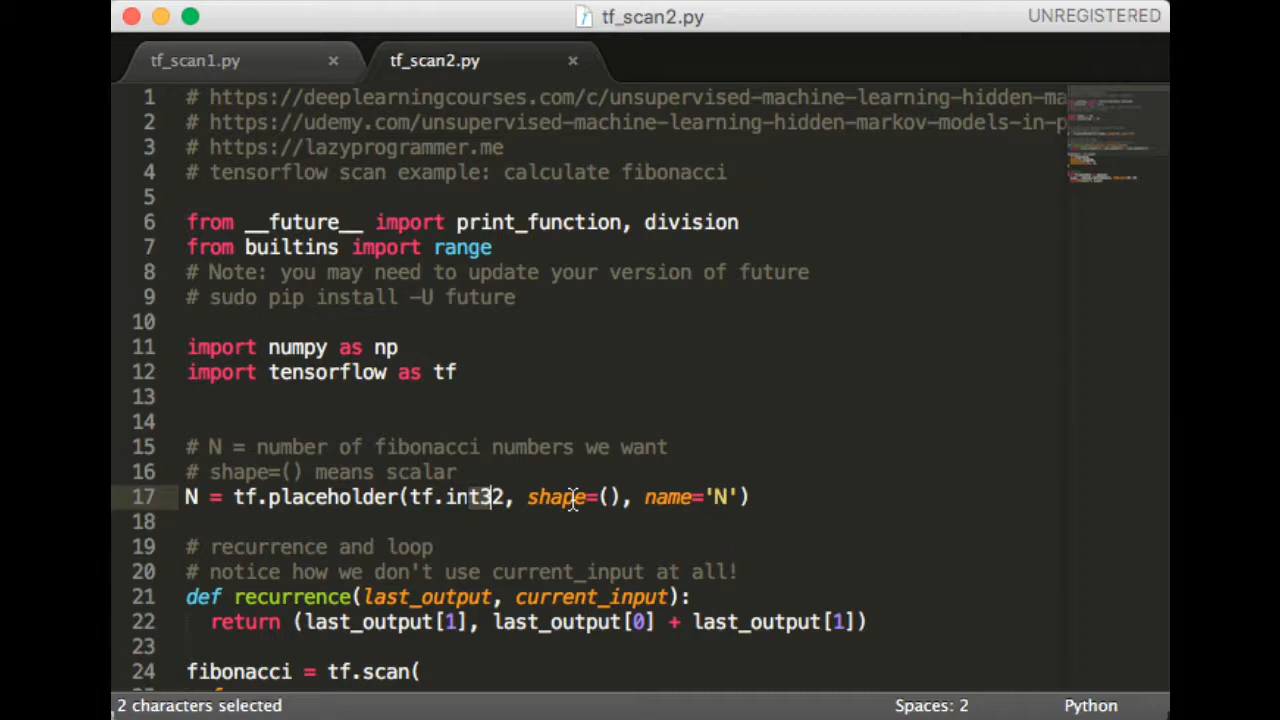 tf_scan2.py
UNREGISTERED
tf_scan1.py ×
tf_scan2.py ×
1 # https://deeplearningcourses.com/c/unsupervised-machine-learning-hidden-ma
2 # https://udemy.com/unsupervised-machine-learning-hidden-markov-models-in-p
3 # https://lazyprogrammer.me
4 # tensorflow scan example: calculate fibonacci
5
6 from __future__ import print_function, division
7 from builtins import range
8 # Note: you may need to update your version of future
9 # sudo pip install -U future
10
11 import numpy as np
12 import tensorflow as tf
13
14
15 # N = number of fibonacci numbers we want
16 # shape=() means scalar
17 N = tf.placeholder(tf.int32, shape=(), name='N')
18
19 # recurrence and loop
20 # notice how we don't use current_input at all!
21 def recurrence(last_output, current_input):
22   return (last_output[1], last_output[0] + last_output[1])
23
24 fibonacci = tf.scan(
2 characters selected
Spaces: 2
Python